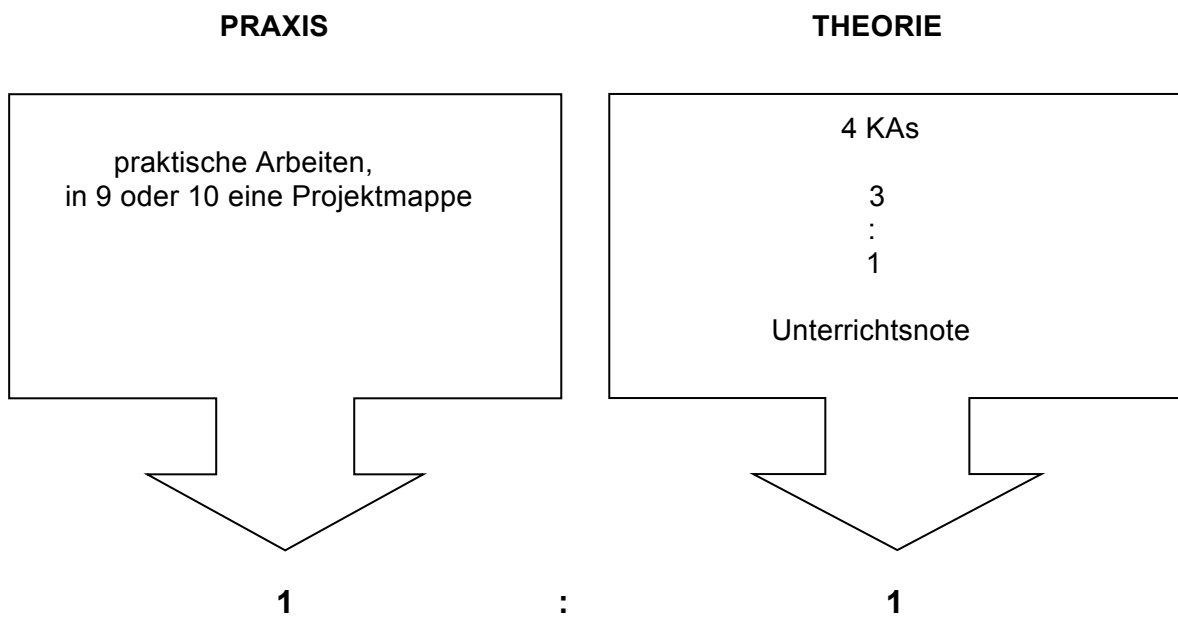 PRAXIS
THEORIE
praktische Arbeiten,
in 9 oder 10 eine Projektmappe
4 KAs
3
:
1
Unterrichtsnote
1 : 1